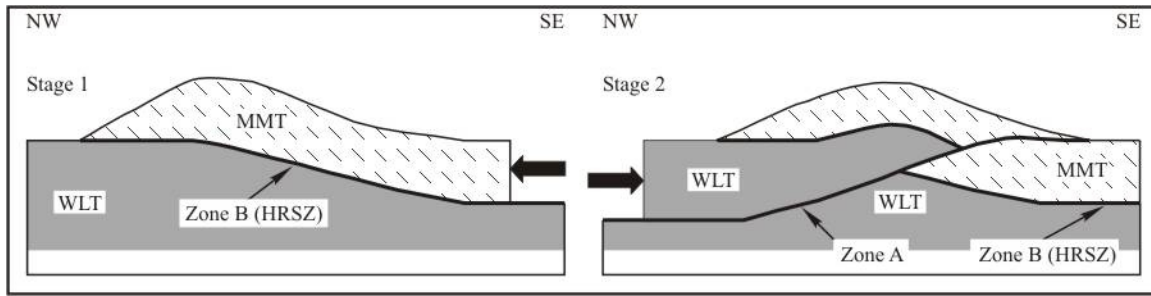 NW SE
Stage 1
MMT
WLT
Zone B (HRSZ)
NW SE
Stage 2
WLT
MMT
WLT
Zone A
Zone B (HRSZ)